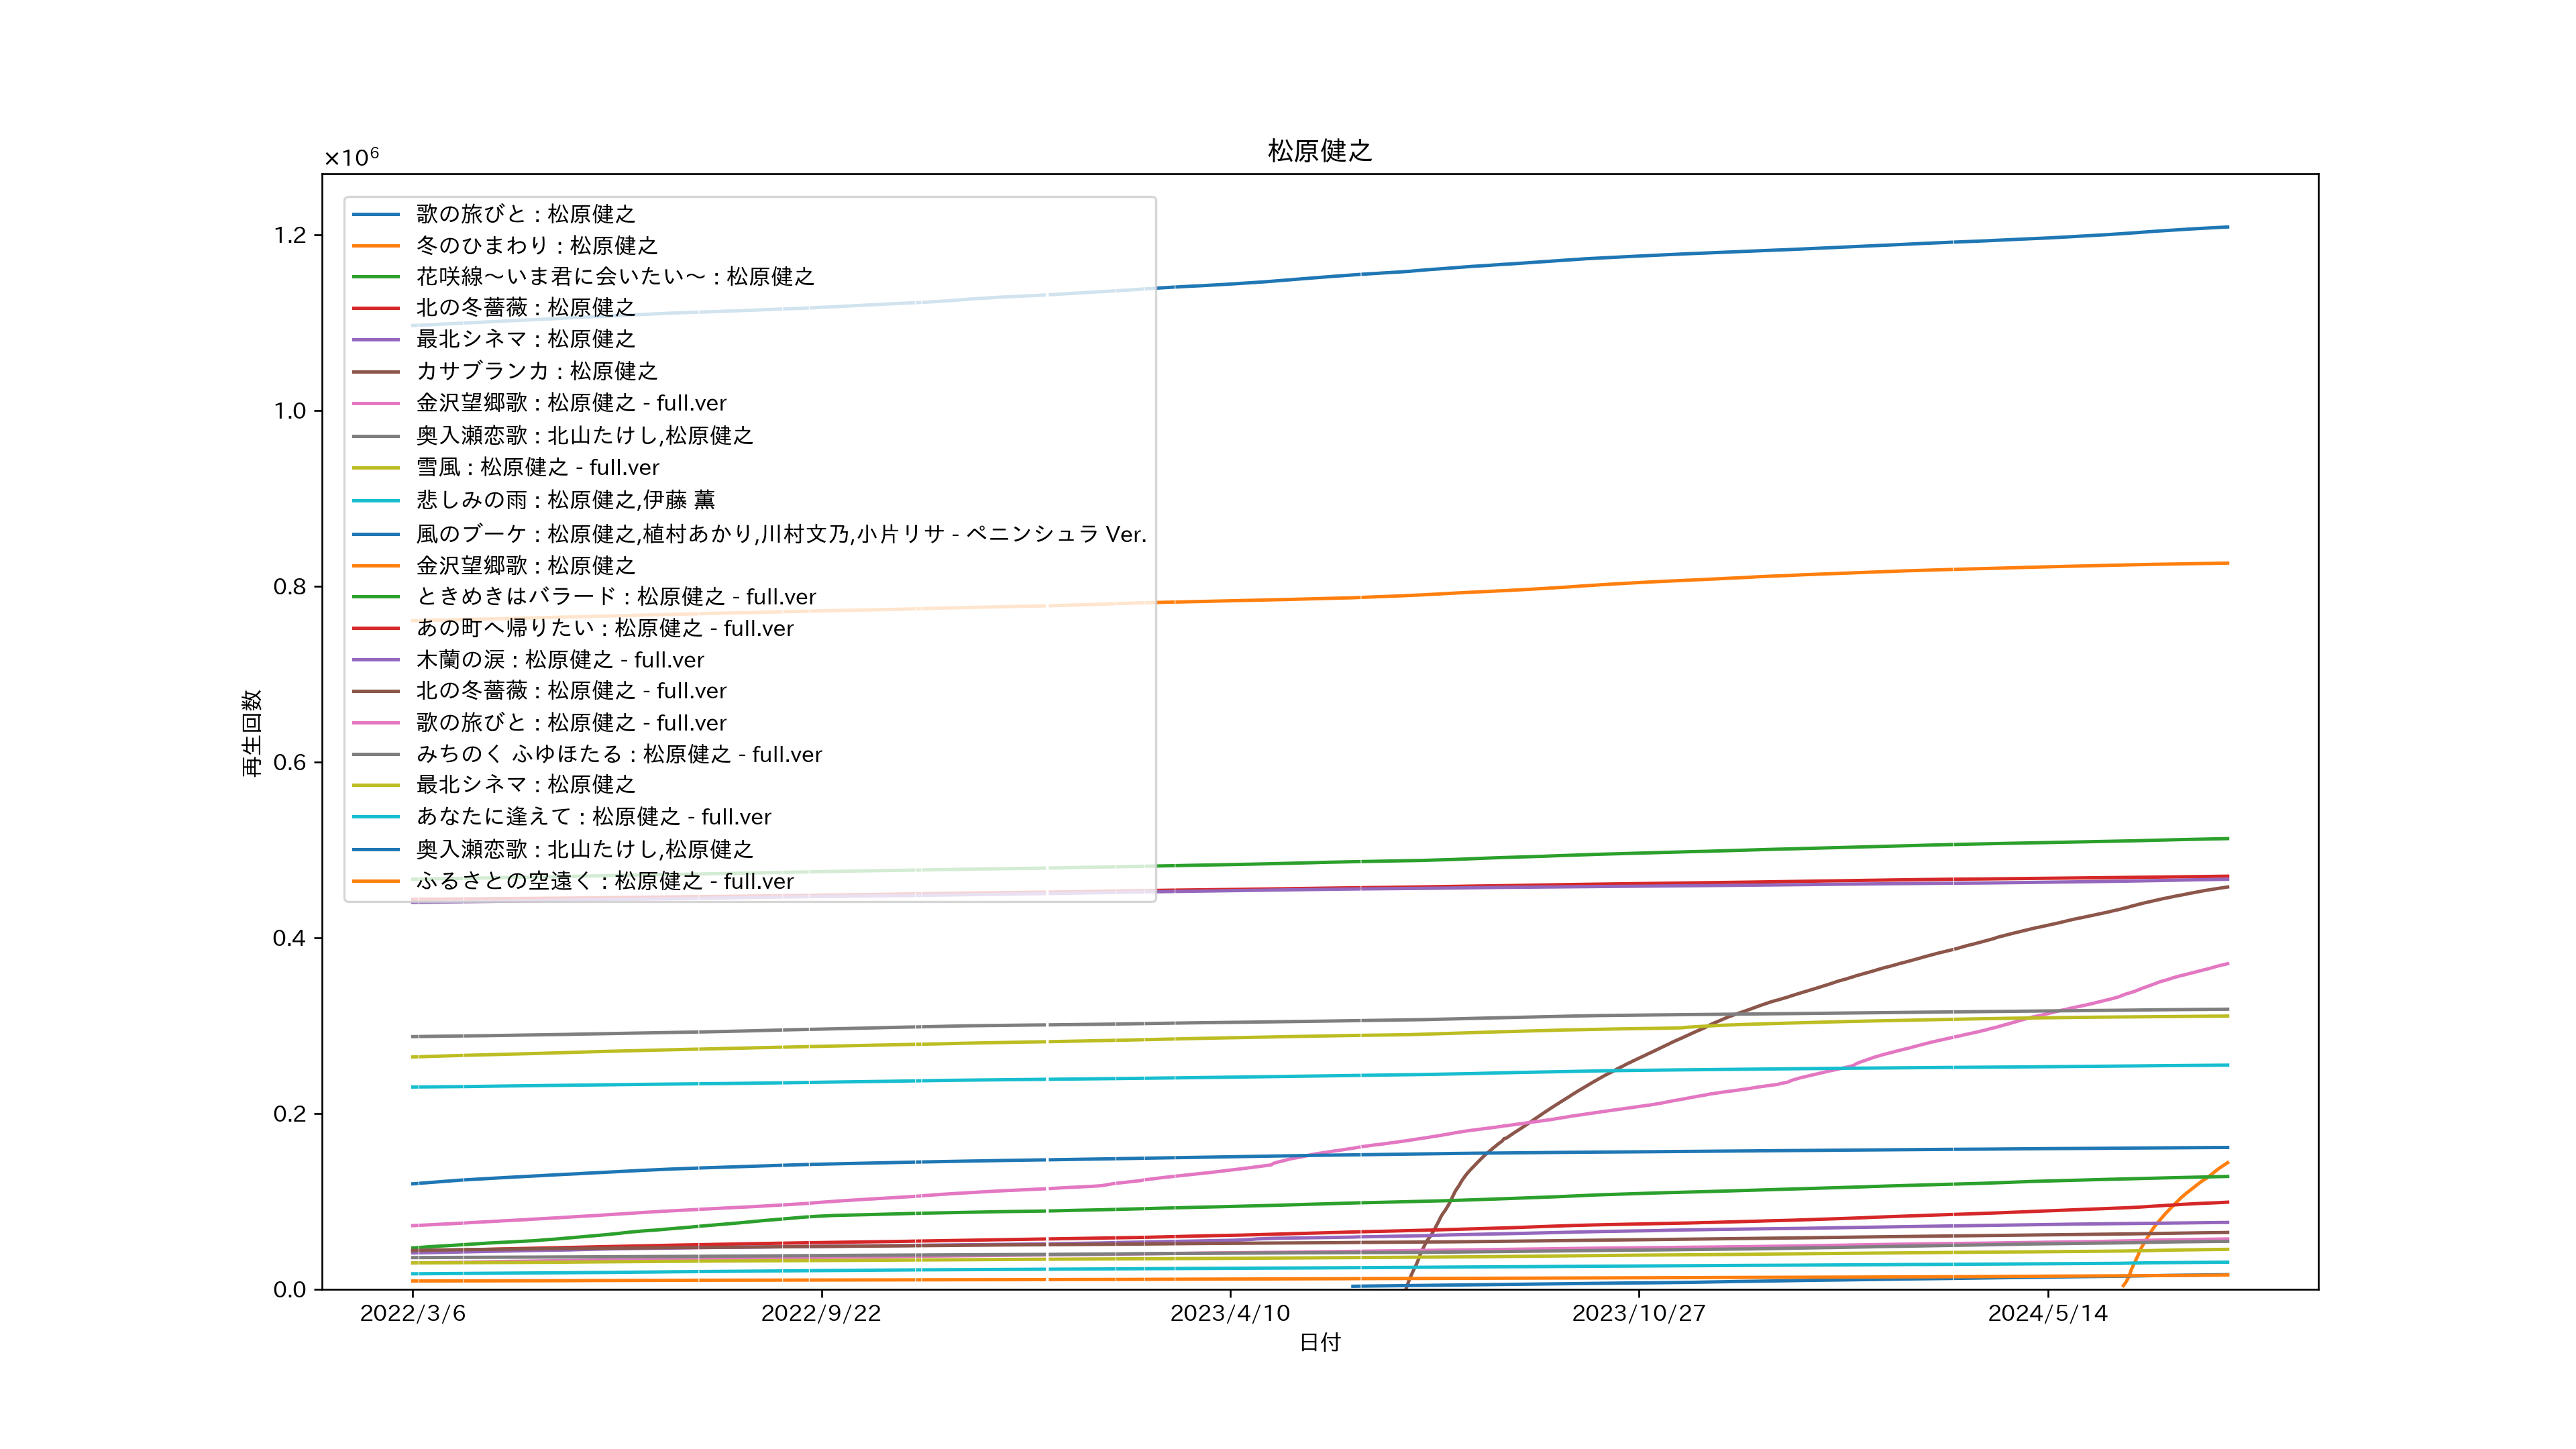 松原健之
×10⁶
歌の旅びと : 松原健之
冬のひまわり : 松原健之
花咲線～いま君に会いたい～ : 松原健之
北の冬薔薇 : 松原健之
最北シネマ : 松原健之
カサブランカ : 松原健之
金沢望郷歌 : 松原健之 - full.ver
奥入瀬恋歌 : 北山たけし,松原健之
雪風 : 松原健之 - full.ver
悲しみの雨 : 松原健之,伊藤 薫
風のブーケ : 松原健之,植村あかり,川村文乃,小片リサ - ペニンシュラ Ver.
金沢望郷歌 : 松原健之
ときめきはバラード : 松原健之 - full.ver
あの町へ帰りたい : 松原健之 - full.ver
木蘭の涙 : 松原健之 - full.ver
北の冬薔薇 : 松原健之 - full.ver
歌の旅びと : 松原健之 - full.ver
みちのく ふゆほたる : 松原健之 - full.ver
最北シネマ : 松原健之
あなたに逢えて : 松原健之 - full.ver
奥入瀬恋歌 : 北山たけし,松原健之
ふるさとの空遠く : 松原健之 - full.ver
1.2
1.0
0.8
0.6
0.4
0.2
0.0
再生回数
2022/3/6
2022/9/22
2023/4/10
2023/10/27
2024/5/14
日付